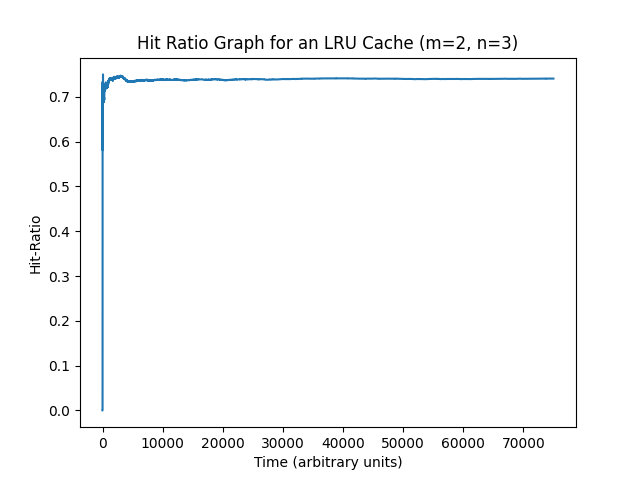 Hit Ratio Graph for an LRU Cache (m=2, n=3)
Hit-Ratio
0.7
0.6
0.5
0.4
0.3
0.2
0.1
0.0
0 10000 20000 30000 40000 50000 60000 70000
Time (arbitrary units)